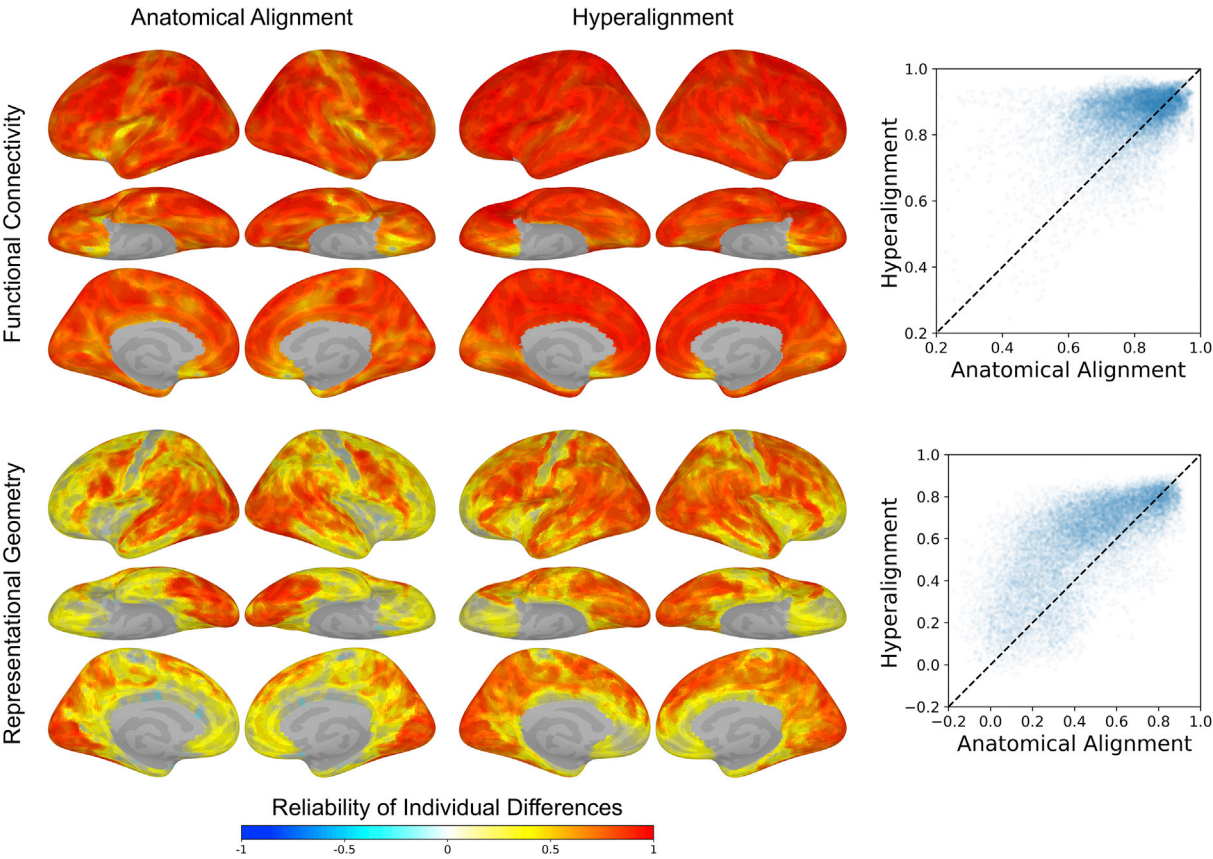 Anatomical Alignment
Hyperalignment
Functional Connectivity
1.0
0.8
0.6
0.4
0.2
0.2 0.4 0.6 0.8 1.0
Hyperalignment
Anatomical Alignment
Representational Geometry
1.0
0.8
0.6
0.4
0.2
0.0
−0.2
−0.2 0.0 0.2 0.4 0.6 0.8 1.0
Hyperalignment
Anatomical Alignment
Reliability of Individual Differences
-1 -0.5 0 0.5 1